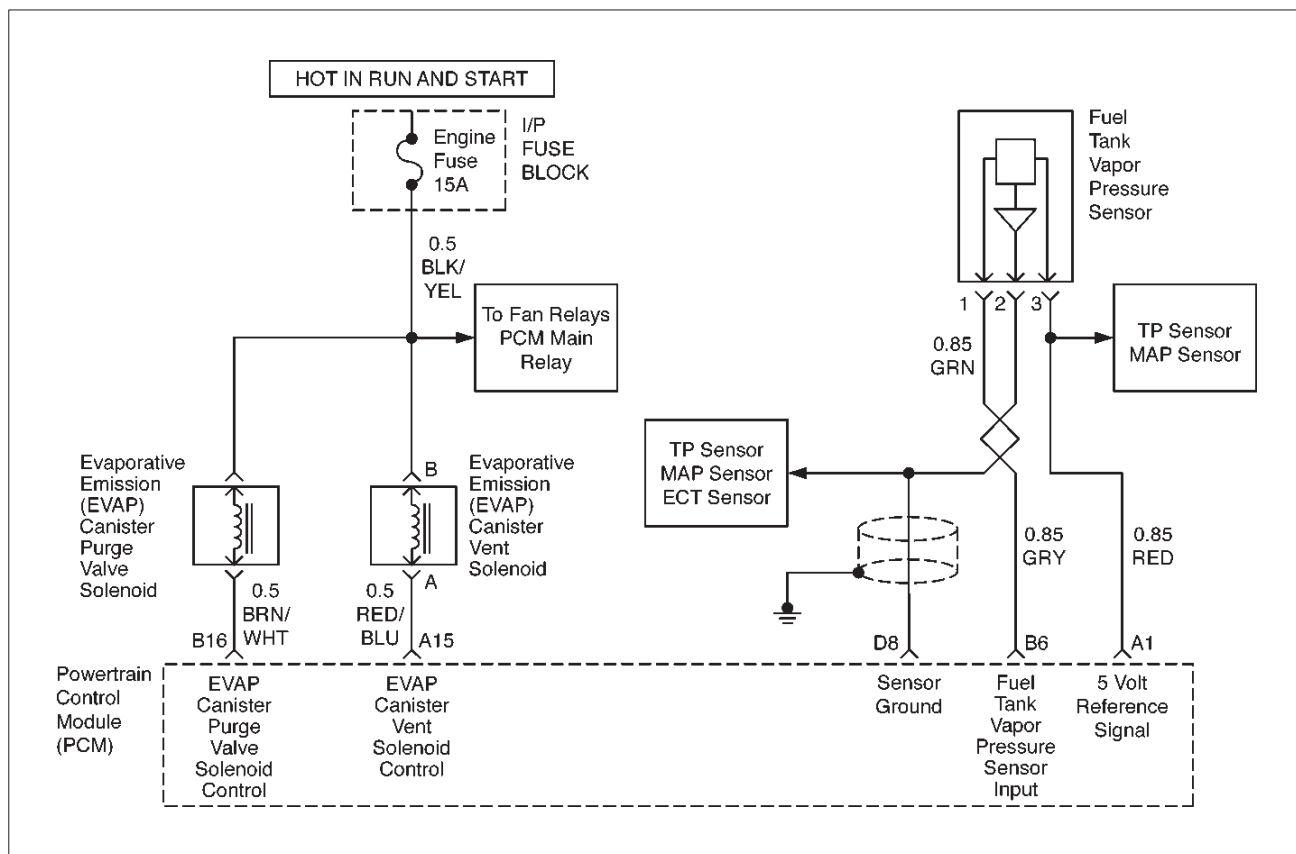 HOT IN RUN AND START
Engine
Fuse
15A
I/P
FUSE
BLOCK
0.5
BLK/
YEL
To Fan Relays
PCM Main
Relay
Fuel
Tank
Vapor
Pressure
Sensor
1
2
3
0.85
GRN
TP Sensor
MAP Sensor
TP Sensor
MAP Sensor
ECT Sensor
Evaporative
Emission
(EVAP)
Canister
Purge
Valve
Solenoid
B
A
Evaporative
Emission
(EVAP)
Canister
Vent
Solenoid
0.5
BRN/
WHT
0.5
RED/
BLU
0.85
GRY
0.85
RED
B16
A15
D8
B6
A1
Powertrain
Control
Module
(PCM)
EVAP
Canister
Purge
Valve
Solenoid
Control
EVAP
Canister
Vent
Solenoid
Control
Sensor
Ground
Fuel
Tank
Vapor
Pressure
Sensor
Input
5 Volt
Reference
Signal